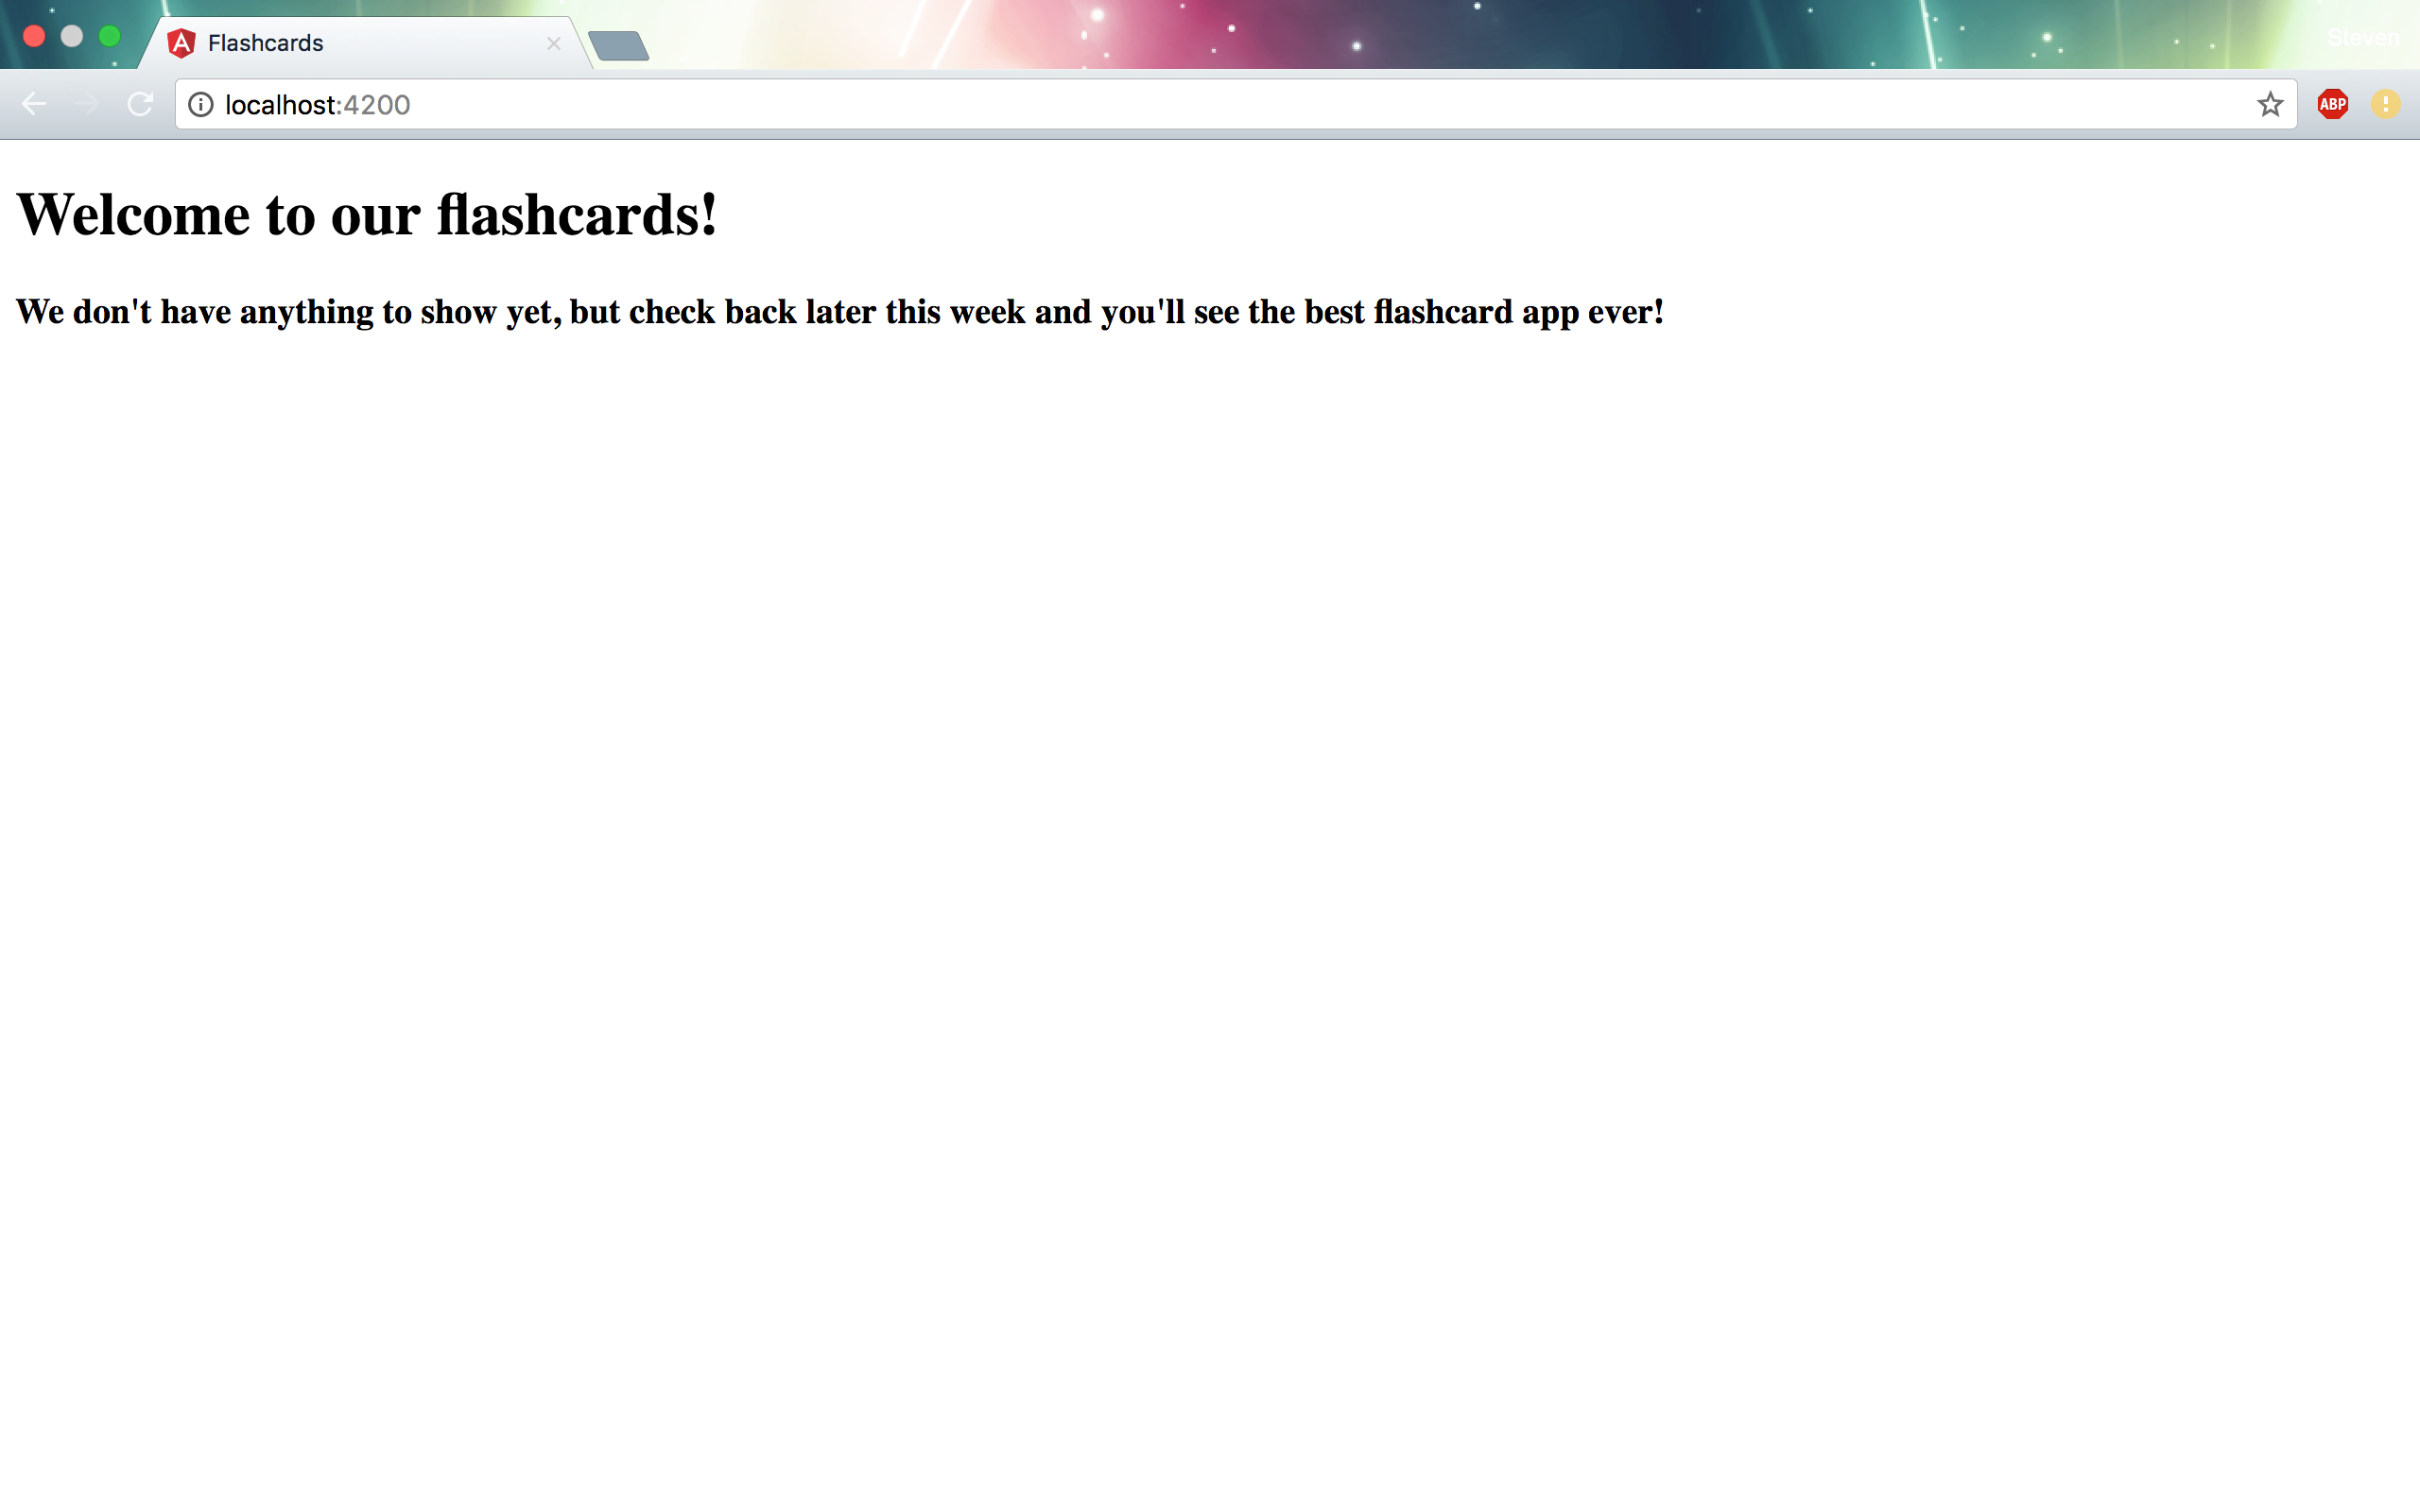 Flashcards
Steven
localhost:4200
ABP
Welcome to our flashcards!
We don't have anything to show yet, but check back later this week and you'll see the best flashcard app ever!